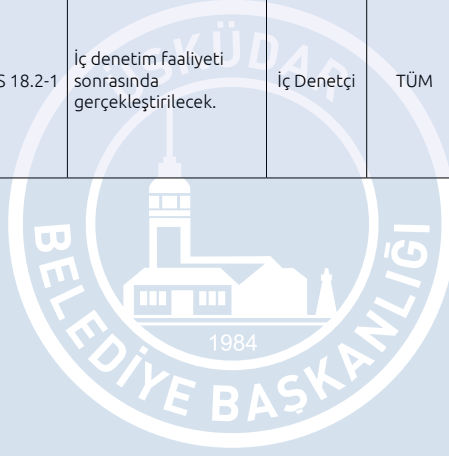 S 18.2-1
İç denetim faaliyeti
sonrasında
gerçekleştirilecek.
İç Denetçi
TÜM
ÜSKÜDAR
BELEDİYE BAŞKANLIĞI
1984